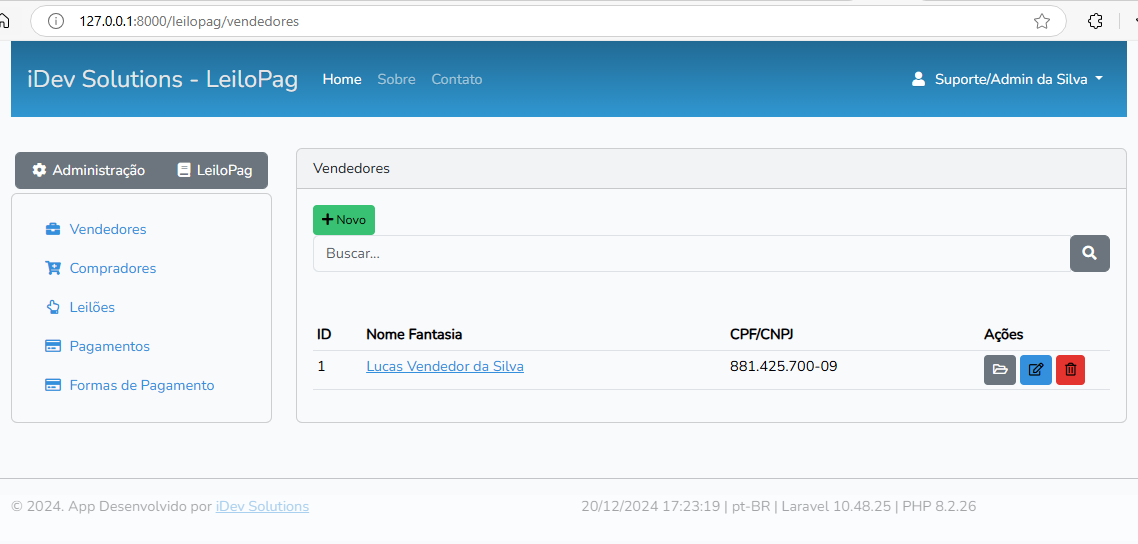 127.0.0.1:8000/leilopag/vendedores
iDev Solutions - LeiloPag Home Sobre Contato Suporte/Admin da Silva
Administração LeiloPag
Vendedores
Compradores
Leilões
Pagamentos
Formas de Pagamento
Vendedores
Novo
Buscar...
ID Nome Fantasia CPF/CNPJ Ações
1 Lucas Vendedor da Silva 881.425.700-09
© 2024. App Desenvolvido por iDev Solutions 20/12/2024 17:23:19 | pt-BR | Laravel 10.48.25 | PHP 8.2.26